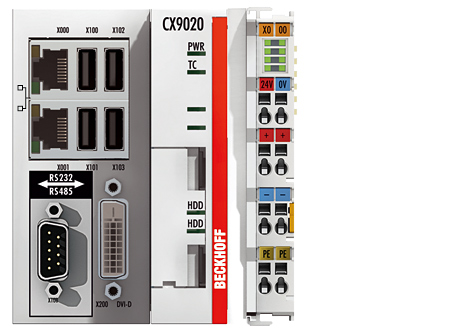 X000 X100 X102
CX9020
PWR
TC
X001 X101 X103
RS232
RS485
HDD
HDD
BECKHOFF
X200 DVI-D
X0 00
24V 0V
+ +
− −
PE PE